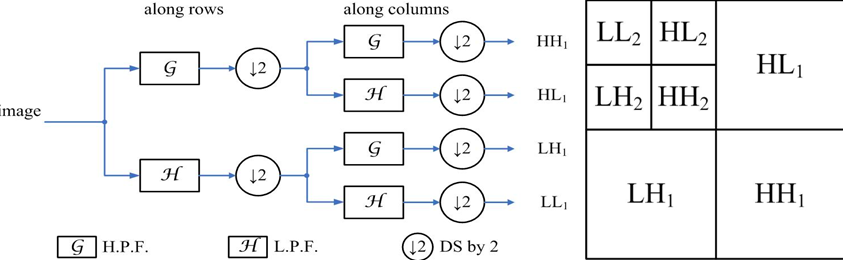 along rows
along columns
G
↓2
HH₁
G
↓2
H
↓2
HL₁
image
G
↓2
LH₁
H
↓2
H
↓2
LL₁
G H.P.F.
H L.P.F.
↓2 DS by 2
LL₂ HL₂
HL₁
LH₂ HH₂
LH₁ HH₁